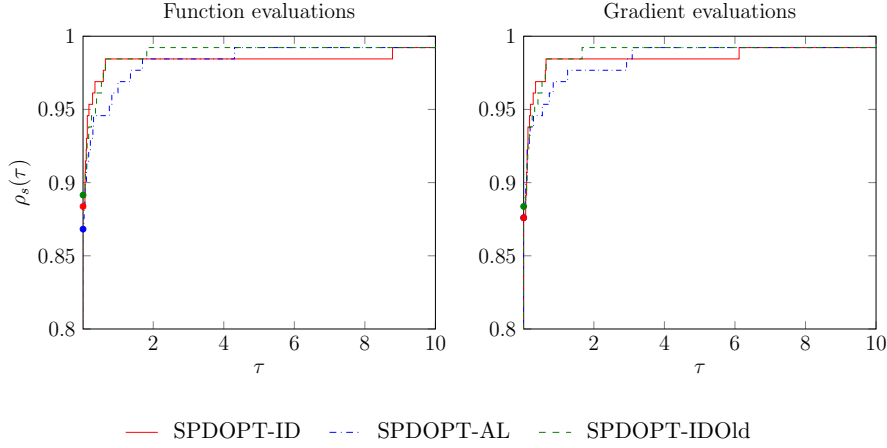 Function evaluations
Gradient evaluations
1
0.95
0.9
0.85
0.8
ρs(τ)
2
4
6
8
10
τ
1
0.95
0.9
0.85
0.8
2
4
6
8
10
τ
SPDOPT-ID
SPDOPT-AL
SPDOPT-IDOld